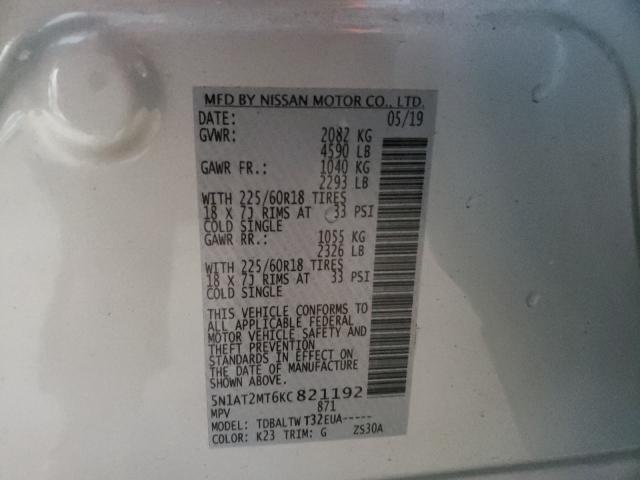 MFD BY NISSAN MOTOR CO., LTD.
DATE: 05/19
GVWR: 2082 KG
4590 LB
GAWR FR.: 1040 KG
2293 LB
WITH 225/60R18 TIRES
18 X 7J RIMS AT 33 PSI
COLD SINGLE
GAWR RR.: 1055 KG
2326 LB
WITH 225/60R18 TIRES
18 X 7J RIMS AT 33 PSI
COLD SINGLE
THIS VEHICLE CONFORMS TO
ALL APPLICABLE FEDERAL
MOTOR VEHICLE SAFETY AND
THEFT PREVENTION
STANDARDS IN EFFECT ON
THE DATE OF MANUFACTURE
SHOWN ABOVE.
5N1AT2MT6KC821192
MPV 871
MODEL: TDBALTWT32EUA-----
COLOR: K23 TRIM: G ZS30A